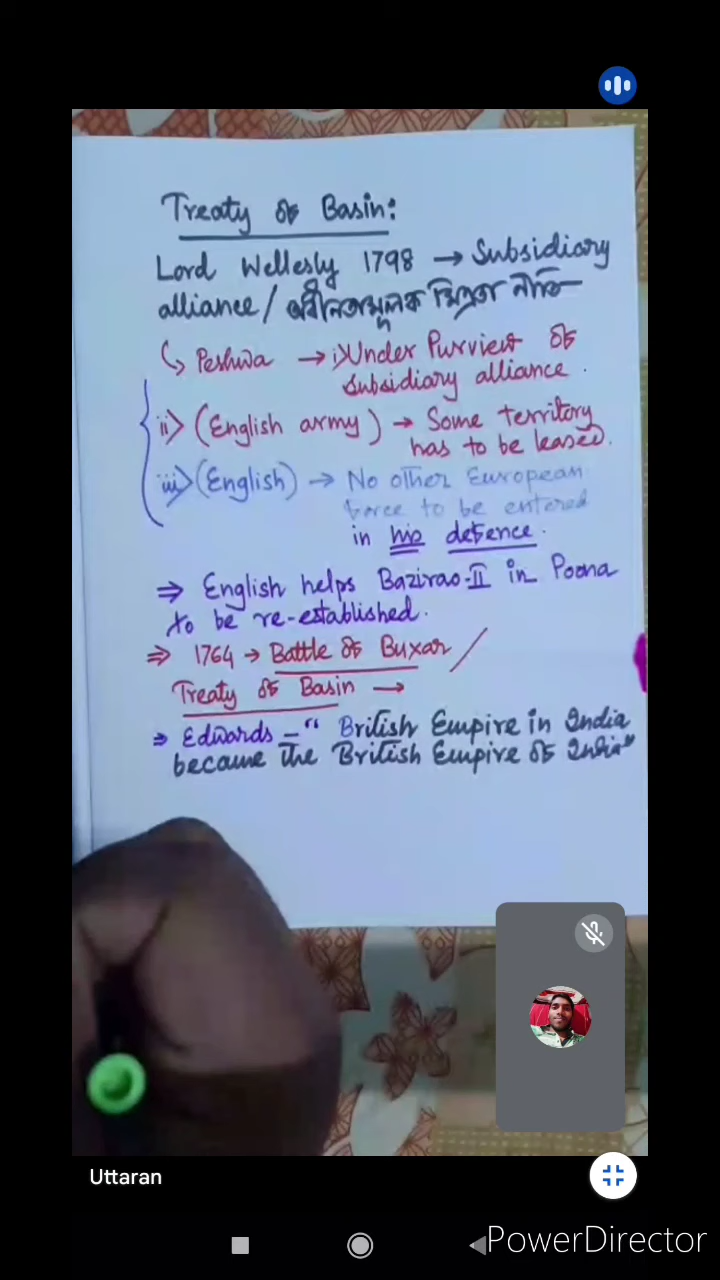 Treaty of Basin:
Lord Wellesly 1798 → Subsidiary
alliance / অধীনতামূলক মিত্রতা নীতি
↳ Peshwa → i) Under Purview of
Subsidiary alliance.
ii) (English army) → Some territory
has to be leased.
iii) (English) → No other European
force to be entered
in his defence.
⇒ English helps Bazirao-II in Poona
to be re-established.
⇒ 1764 → Battle of Buxar /
Treaty of Basin →
⇒ Edwards - "British Empire in India
became the British Empire of India"
Uttaran
PowerDirector